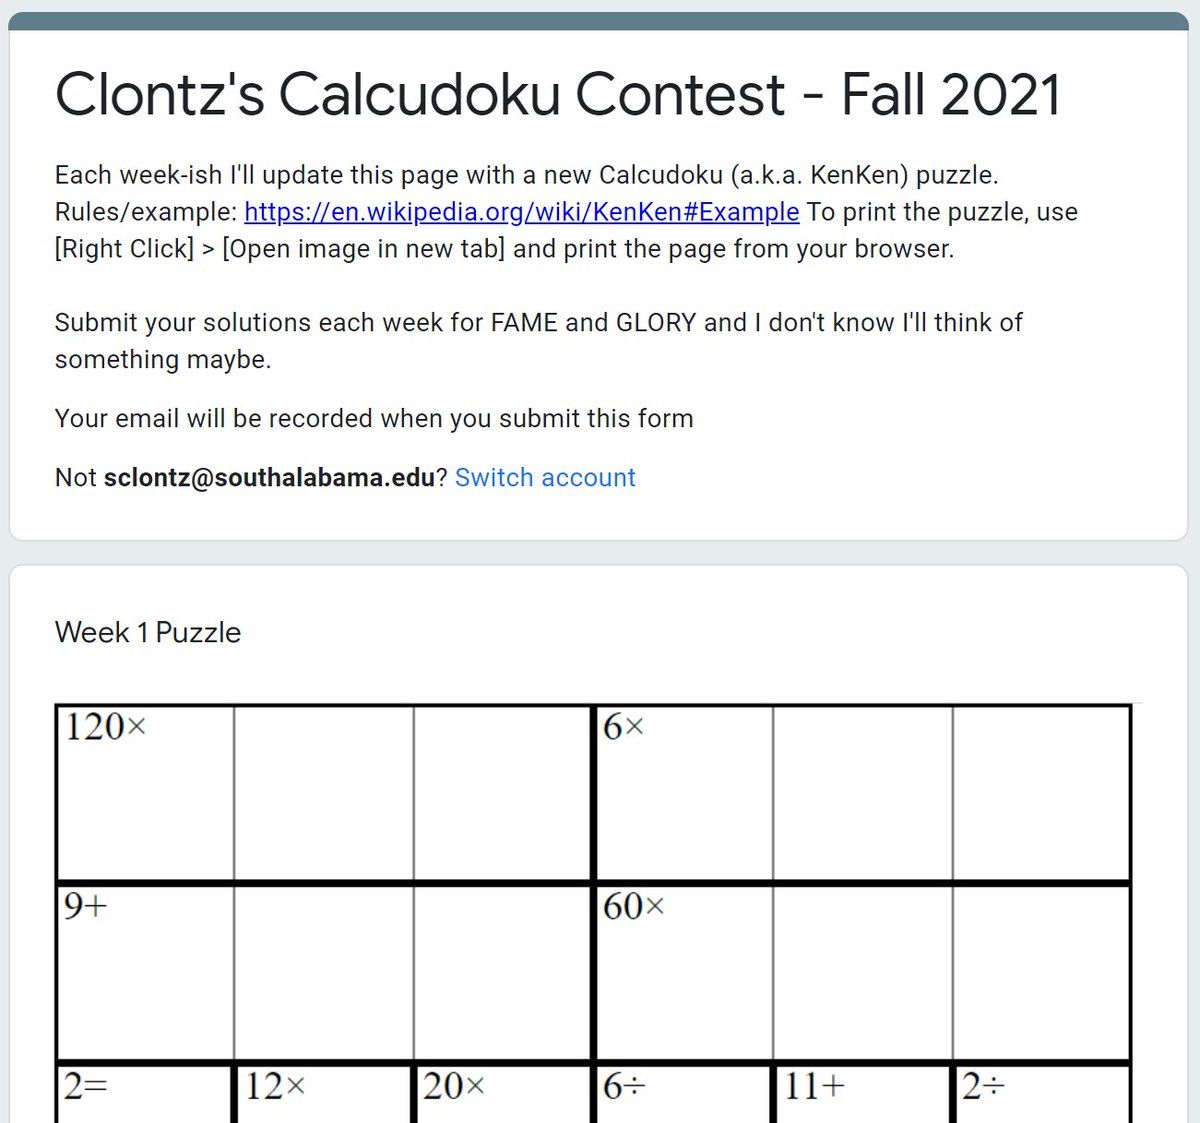 Clontz's Calcudoku Contest - Fall 2021
Each week-ish I'll update this page with a new Calcudoku (a.k.a. KenKen) puzzle.
Rules/example: https://en.wikipedia.org/wiki/KenKen#Example To print the puzzle, use
[Right Click] > [Open image in new tab] and print the page from your browser.
Submit your solutions each week for FAME and GLORY and I don't know I'll think of
something maybe.
Your email will be recorded when you submit this form
Not sclontz@southalabama.edu? Switch account
Week 1 Puzzle
120× 6×
9+ 60×
2= 12× 20× 6÷ 11+ 2÷